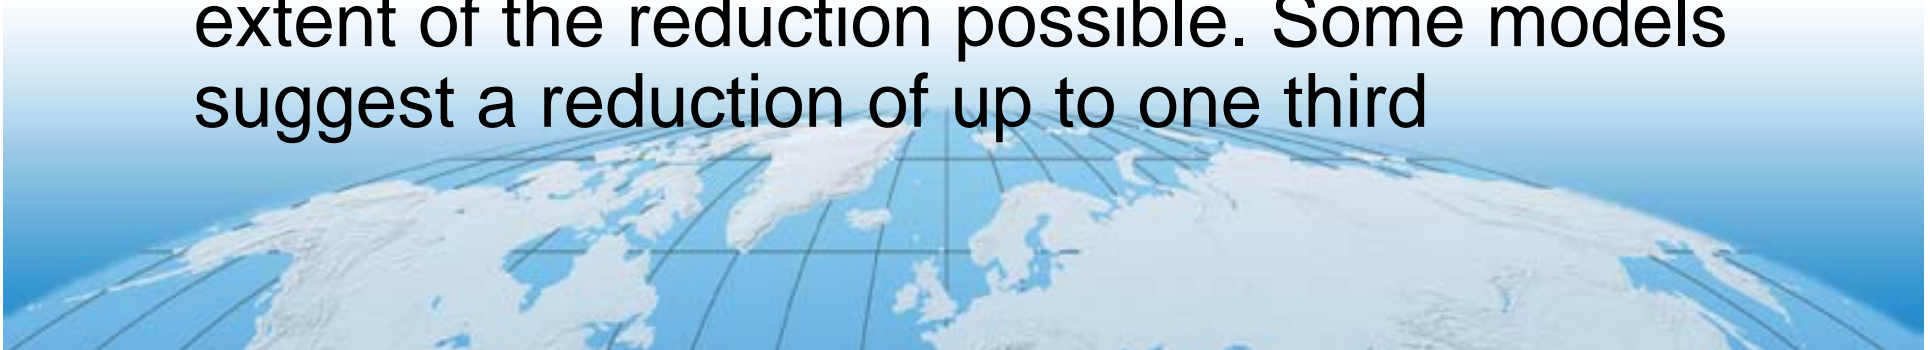 extent of the reduction possible. Some models
suggest a reduction of up to one third